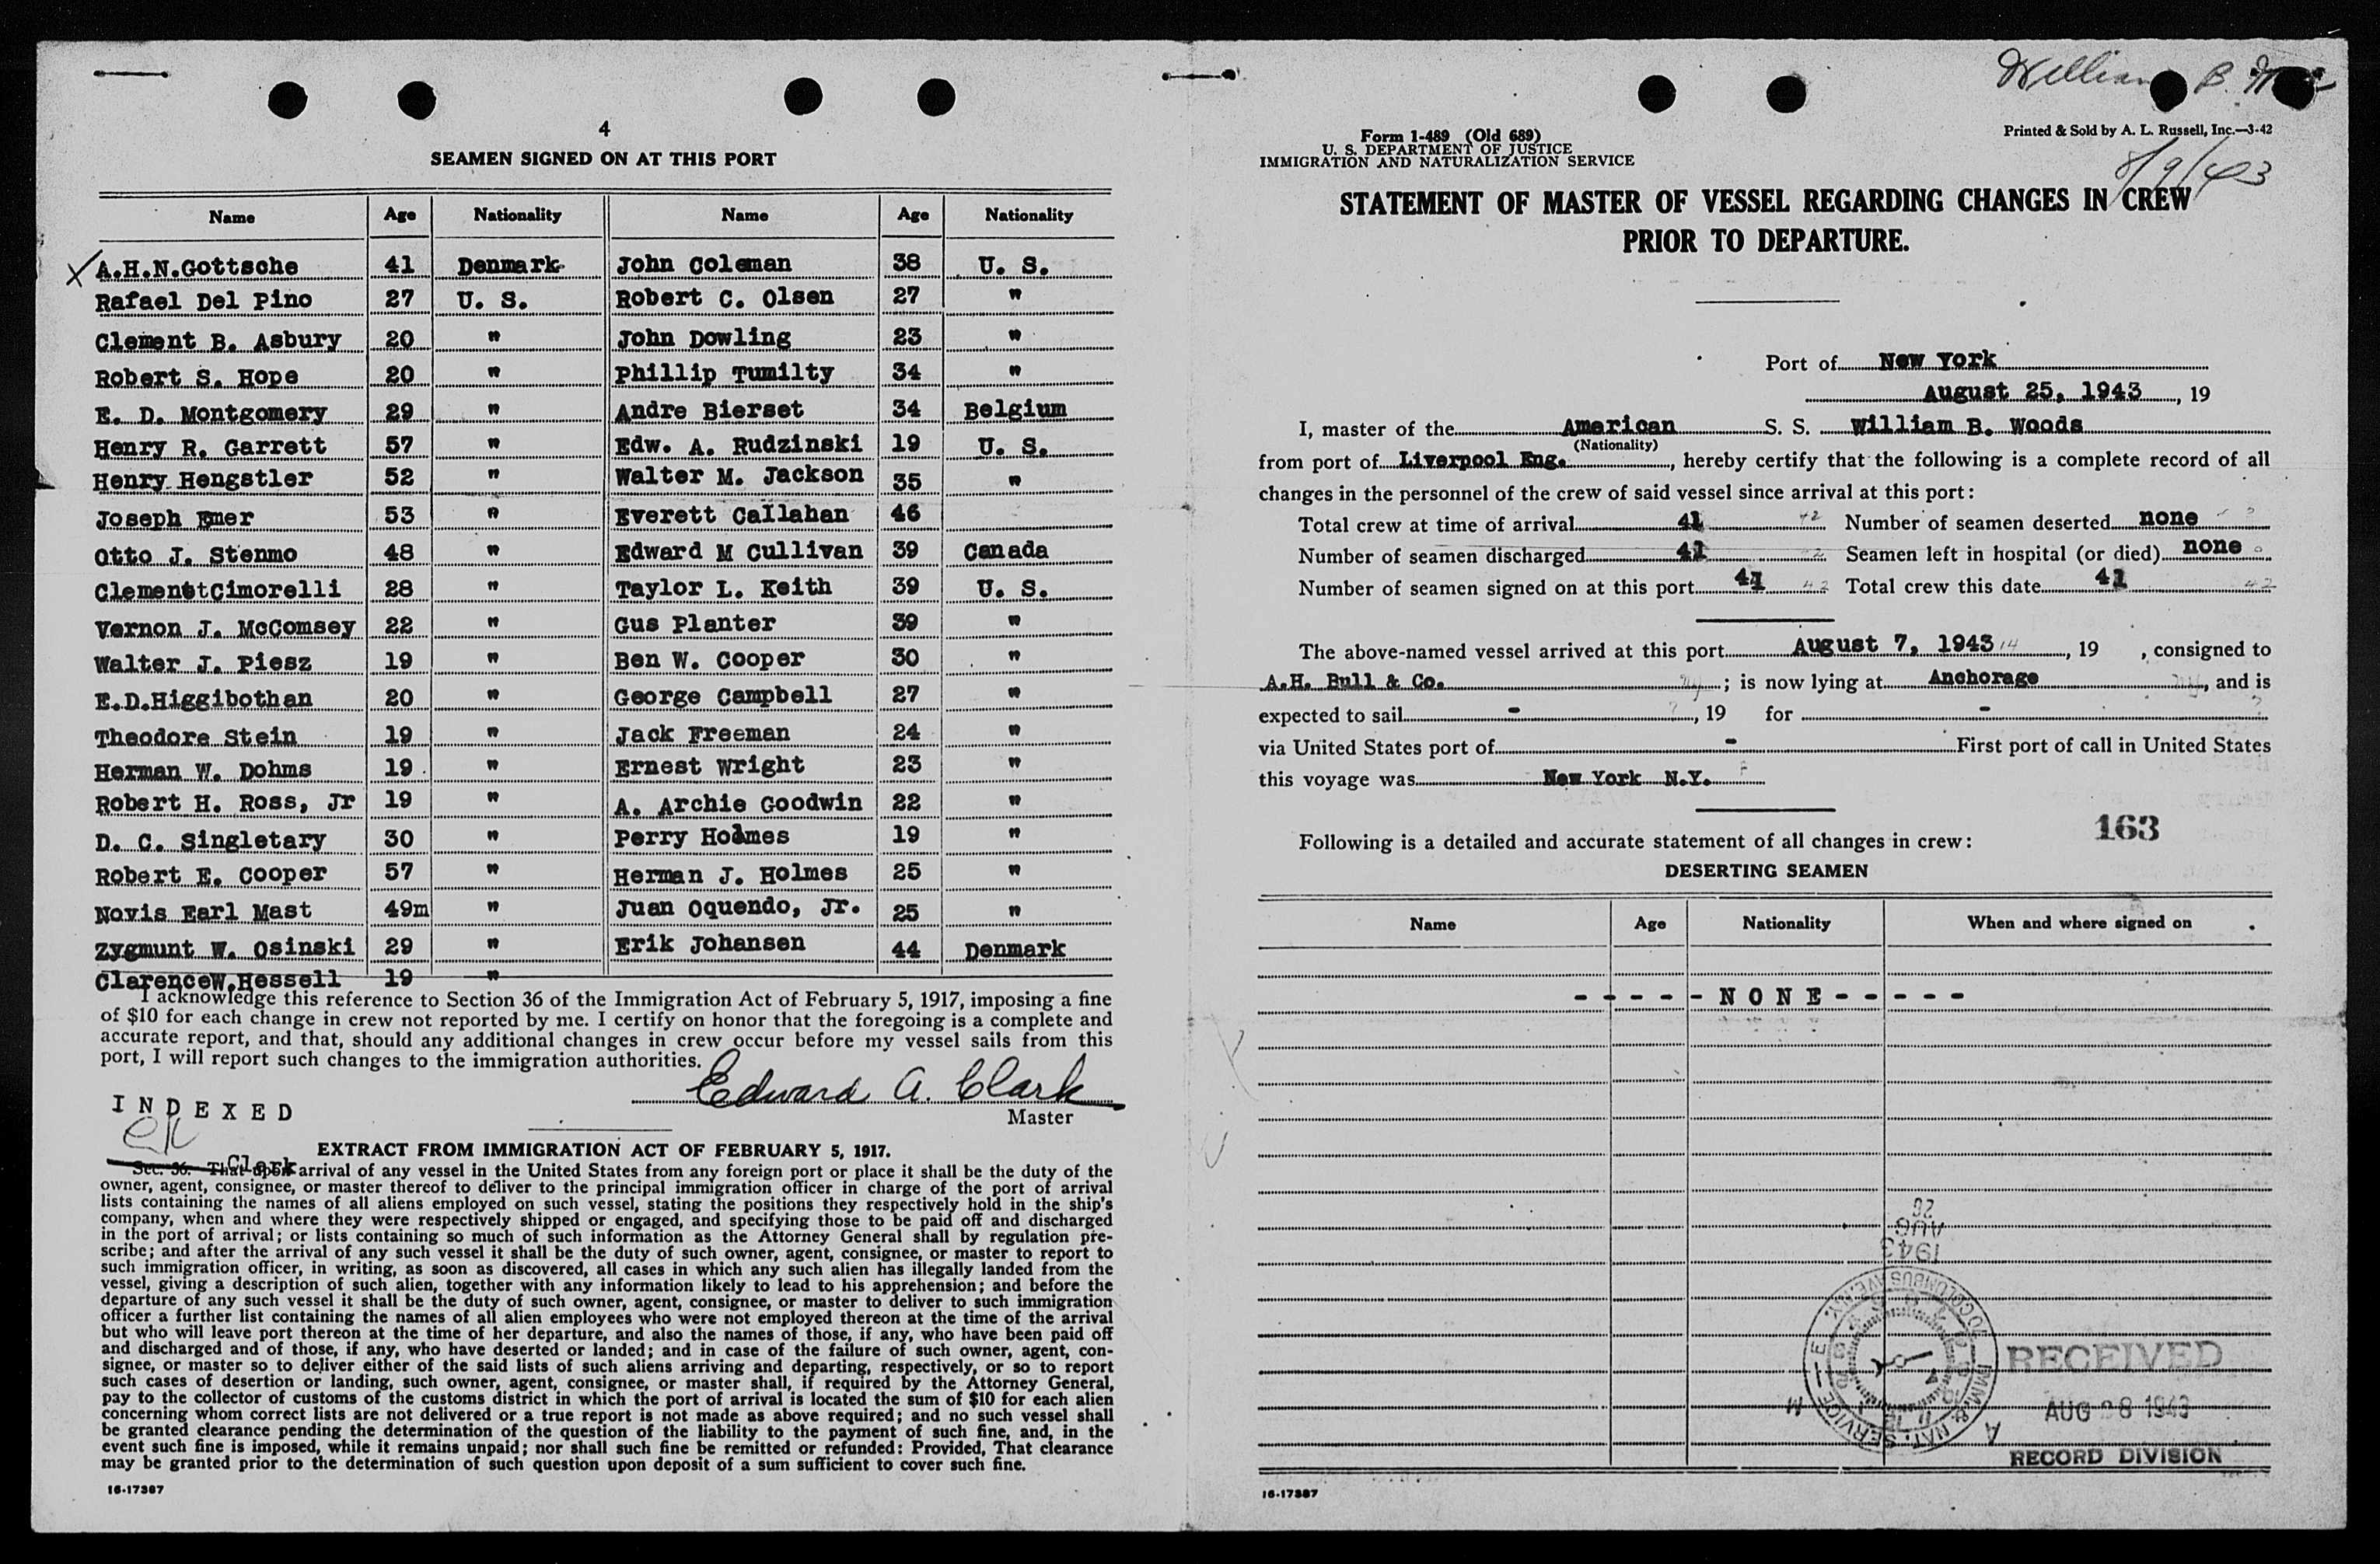 4
SEAMEN SIGNED ON AT THIS PORT
Name Age Nationality Name Age Nationality
X A.H.N.Gottsche 41 Denmark John Coleman 38 U. S.
Rafael Del Pino 27 U. S. Robert C. Olsen 27 "
Clement B. Asbury 20 " John Dowling 23 "
Robert S. Hope 20 " Phillip Tumilty 34 "
E. D. Montgomery 29 " Andre Bierset 34 Belgium
Henry R. Garrett 57 " Edw. A. Rudzinski 19 U. S.
Henry Hengstler 52 " Walter M. Jackson 35 "
Joseph Emer 53 " Everett Callahan 46
Otto J. Stenmo 48 " Edward M Cullivan 39 Canada
Clement Cimorelli 28 " Taylor L. Keith 39 U. S.
Vernon J. McComsey 22 " Gus Planter 39 "
Walter J. Piesz 19 " Ben W. Cooper 30 "
E.D.Higgibothan 20 " George Campbell 27 "
Theodore Stein 19 " Jack Freeman 24 "
Herman W. Dohms 19 " Ernest Wright 23 "
Robert H. Ross, Jr 19 " A. Archie Goodwin 22 "
D. C. Singletary 30 " Perry Holmes 19 "
Robert E. Cooper 57 " Herman J. Holmes 25 "
Novis Earl Mast 49m " Juan Oquendo, Jr. 25 "
Zygmunt W. Osinski 29 " Erik Johansen 44 Denmark
ClarenceW.Hessell 19 "
I acknowledge this reference to Section 36 of the Immigration Act of February 5, 1917, imposing a fine
of $10 for each change in crew not reported by me. I certify on honor that the foregoing is a complete and
accurate report, and that, should any additional changes in crew occur before my vessel sails from this
port, I will report such changes to the immigration authorities.
Edward A. Clark
Master
INDEXED
EXTRACT FROM IMMIGRATION ACT OF FEBRUARY 5, 1917.
Clark
Sec. 36. That upon arrival of any vessel in the United States from any foreign port or place it shall be the duty of the
owner, agent, consignee, or master thereof to deliver to the principal immigration officer in charge of the port of arrival
lists containing the names of all aliens employed on such vessel, stating the positions they respectively hold in the ship's
company, when and where they were respectively shipped or engaged, and specifying those to be paid off and discharged
in the port of arrival; or lists containing so much of such information as the Attorney General shall by regulation pre-
scribe; and after the arrival of any such vessel it shall be the duty of such owner, agent, consignee, or master to report to
such immigration officer, in writing, as soon as discovered, all cases in which any such alien has illegally landed from the
vessel, giving a description of such alien, together with any information likely to lead to his apprehension; and before the
departure of any such vessel it shall be the duty of such owner, agent, consignee, or master to deliver to such immigration
officer a further list containing the names of all alien employees who were not employed thereon at the time of the arrival
but who will leave port thereon at the time of her departure, and also the names of those, if any, who have been paid off
and discharged and of those, if any, who have deserted or landed; and in case of the failure of such owner, agent, con-
signee, or master so to deliver either of the said lists of such aliens arriving and departing, respectively, or so to report
such cases of desertion or landing, such owner, agent, consignee, or master shall, if required by the Attorney General,
pay to the collector of customs of the customs district in which the port of arrival is located the sum of $10 for each alien
concerning whom correct lists are not delivered or a true report is not made as above required; and no such vessel shall
be granted clearance pending the determination of the question of the liability to the payment of such fine, and, in the
event such fine is imposed, while it remains unpaid; nor shall such fine be remitted or refunded: Provided, That clearance
may be granted prior to the determination of such question upon deposit of a sum sufficient to cover such fine.
16-17387
William B.
Form 1-489 (Old 689)
U. S. DEPARTMENT OF JUSTICE
IMMIGRATION AND NATURALIZATION SERVICE
Printed & Sold by A. L. Russell, Inc.—3-42
8/9/43
STATEMENT OF MASTER OF VESSEL REGARDING CHANGES IN CREW
PRIOR TO DEPARTURE.
Port of New York
August 25, 1943, 19
I, master of the American S. S. William B. Woods
(Nationality)
from port of Liverpool Eng., hereby certify that the following is a complete record of all
changes in the personnel of the crew of said vessel since arrival at this port:
Total crew at time of arrival 41 42 Number of seamen deserted none
Number of seamen discharged 41 Seamen left in hospital (or died) none
Number of seamen signed on at this port 41 42 Total crew this date 41 42
The above-named vessel arrived at this port August 7, 1943, 19 , consigned to
A.H. Bull & Co. ; is now lying at Anchorage, and is
expected to sail - , 19 for -
via United States port of - First port of call in United States
this voyage was New York N.Y.
163
Following is a detailed and accurate statement of all changes in crew:
DESERTING SEAMEN
Name Age Nationality When and where signed on
- - - - - N O N E - - - - -
1943
AUG
26
IMM. & NAT. SERVICE
COLUMBUS AVE. N.Y.
RECEIVED
AUG 28 1943
RECORD DIVISION
16-17387